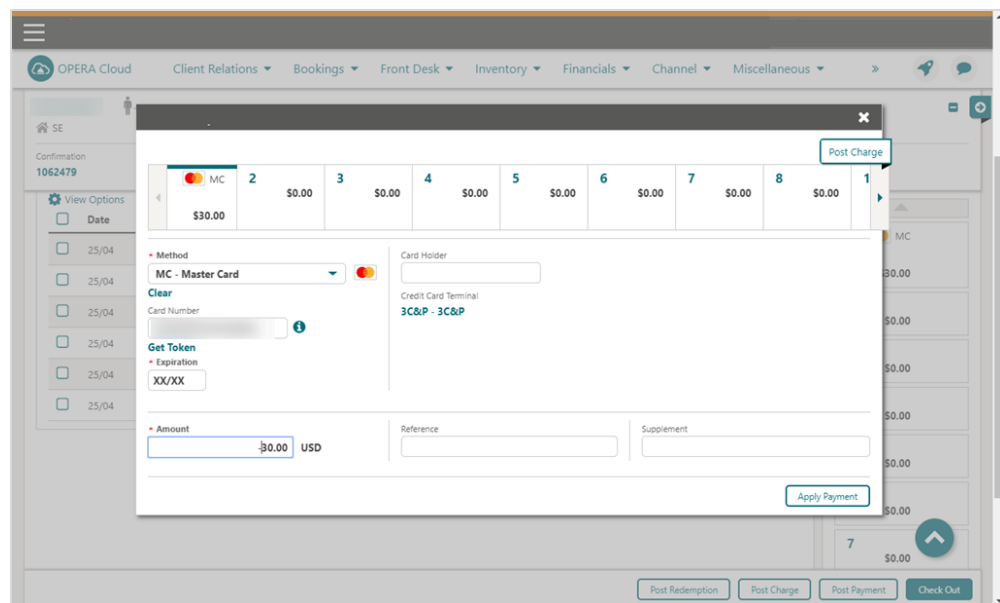 OPERA Cloud Client Relations Bookings Front Desk Inventory Financials Channel Miscellaneous »
SE
Confirmation
1062479
Post Charge
MC 2 3 4 5 6 7 8 1
$0.00 $0.00 $0.00 $0.00 $0.00 $0.00 $0.00
$30.00
View Options
Date
25/04
25/04
25/04
25/04
25/04
25/04
* Method
MC - Master Card
Clear
Card Number
Get Token
* Expiration
XX/XX
Card Holder
Credit Card Terminal
3C&P - 3C&P
* Amount
-30.00 USD
Reference
Supplement
Apply Payment
MC
$0.00
$0.00
$0.00
$0.00
$0.00
7
$0.00
Post Redemption Post Charge Post Payment Check Out